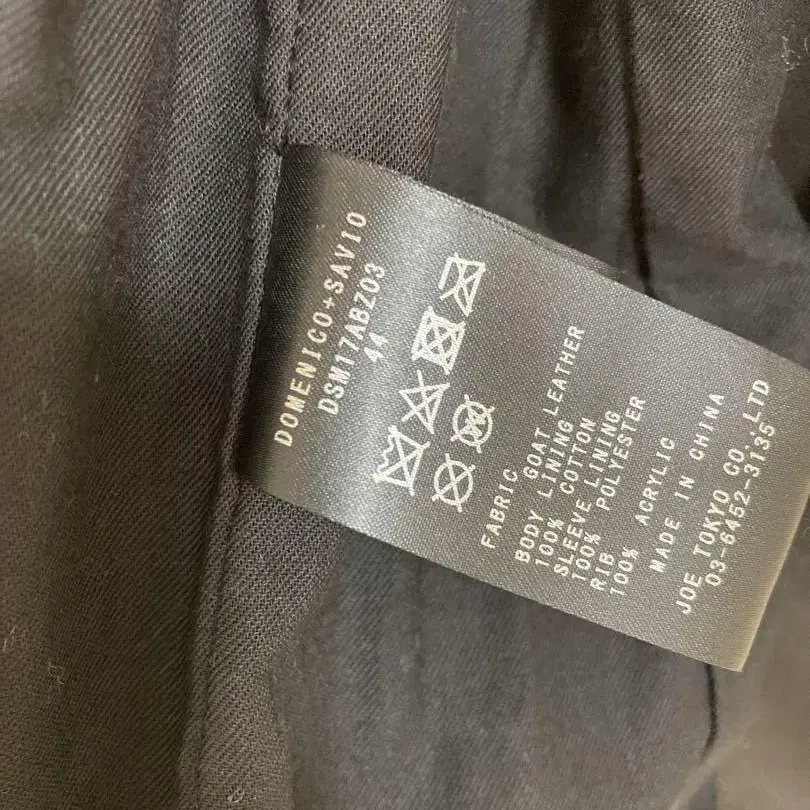 DOMENICO+SAVIO
DSM17ABZ03
44
FABRIC
GOAT LEATHER
BODY LINING
100% COTTON
SLEEVE LINING
100% POLYESTER
RIB
100% ACRYLIC
MADE IN CHINA
JOE TOKYO CO.,LTD
03-6452-3135